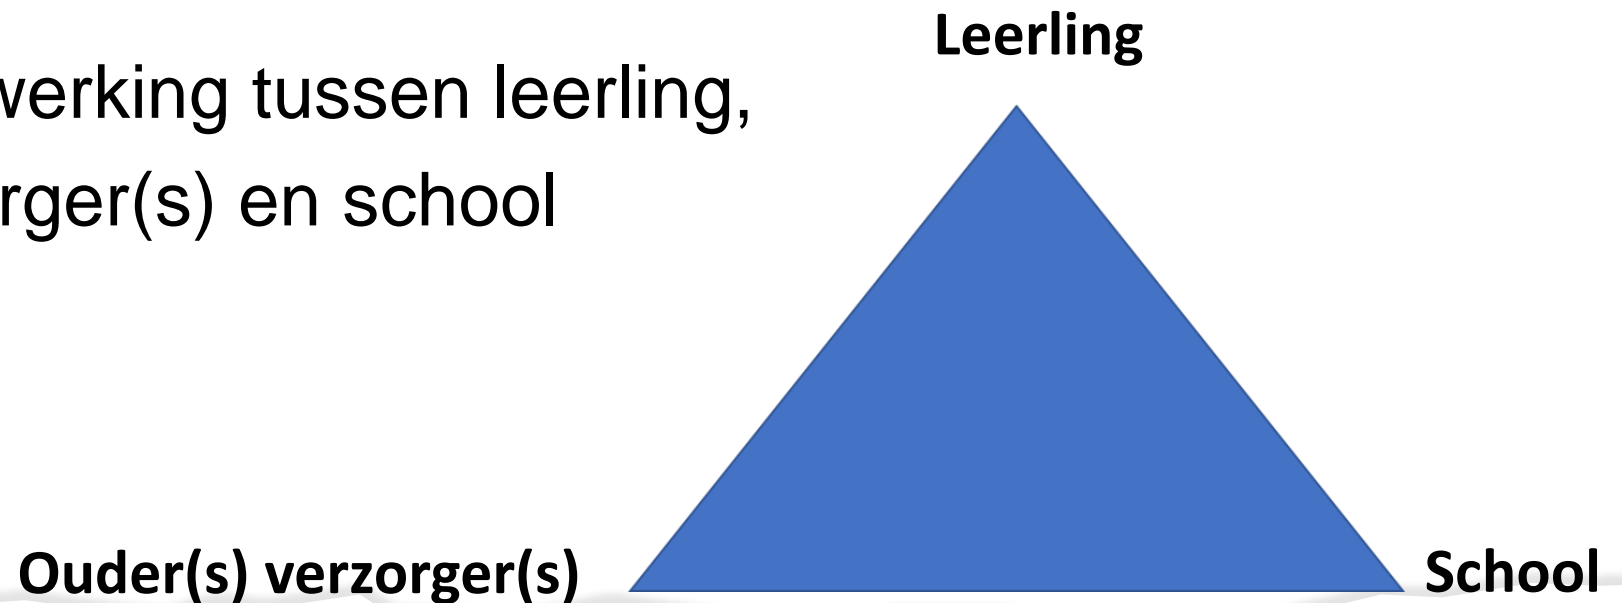 Leerling
werking tussen leerling,
rger(s) en school
Ouder(s) verzorger(s)
School